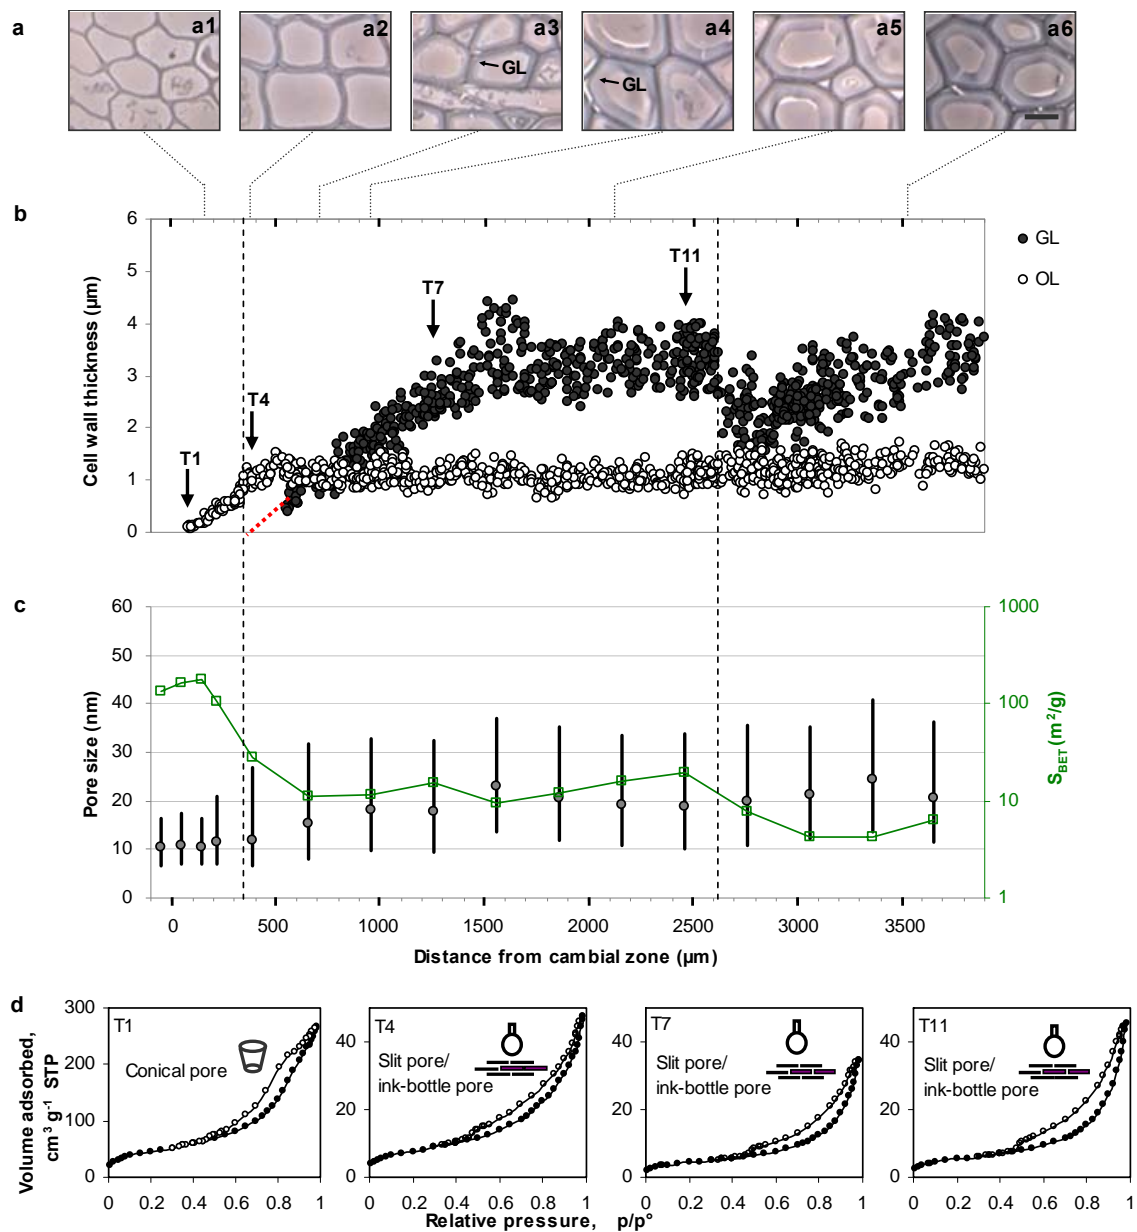 a
a1 a2 a3 a4 a5 a6
GL GL
b
6
5
4
3
2
1
0
Cell wall thickness (µm)
T1
T4
T7
T11
GL
OL
c
60
50
40
30
20
10
0
Pore size (nm)
1000
100
10
1
S_BET (m²/g)
0 500 1000 1500 2000 2500 3000 3500
Distance from cambial zone (µm)
d
Volume adsorbed,
cm³ g⁻¹ STP
300
200
100
0
T1
Conical pore
0 0.2 0.4 0.6 0.8 1
40
20
0
T4
Slit pore/
ink-bottle pore
0 0.2 0.4 0.6 0.8 1
40
20
0
T7
Slit pore/
ink-bottle pore
0 0.2 0.4 0.6 0.8 1
40
20
0
T11
Slit pore/
ink-bottle pore
0 0.2 0.4 0.6 0.8 1
Relative pressure, p/p°